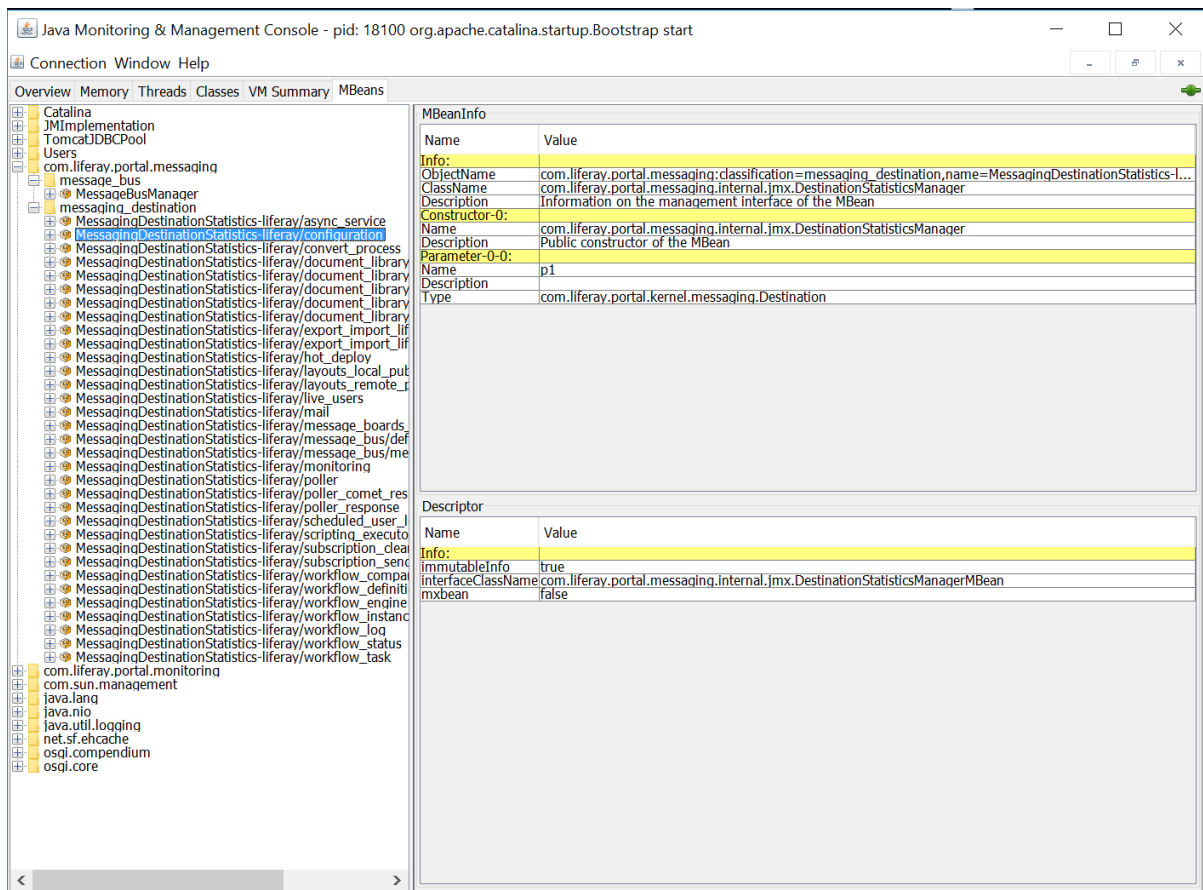 Java Monitoring & Management Console - pid: 18100 org.apache.catalina.startup.Bootstrap start
Connection Window Help
Overview Memory Threads Classes VM Summary MBeans
Catalina
JMImplementation
TomcatJDBCPool
Users
com.liferay.portal.messaging
message_bus
MessageBusManager
messaging_destination
MessagingDestinationStatistics-liferay/async_service
MessagingDestinationStatistics-liferay/configuration
MessagingDestinationStatistics-liferay/convert_process
MessagingDestinationStatistics-liferay/document_library
MessagingDestinationStatistics-liferay/document_library
MessagingDestinationStatistics-liferay/document_library
MessagingDestinationStatistics-liferay/document_library
MessagingDestinationStatistics-liferay/document_library
MessagingDestinationStatistics-liferay/export_import_lif
MessagingDestinationStatistics-liferay/export_import_lif
MessagingDestinationStatistics-liferay/hot_deploy
MessagingDestinationStatistics-liferay/layouts_local_pub
MessagingDestinationStatistics-liferay/layouts_remote_p
MessagingDestinationStatistics-liferay/live_users
MessagingDestinationStatistics-liferay/mail
MessagingDestinationStatistics-liferay/message_boards_
MessagingDestinationStatistics-liferay/message_bus/def
MessagingDestinationStatistics-liferay/message_bus/me
MessagingDestinationStatistics-liferay/monitoring
MessagingDestinationStatistics-liferay/poller
MessagingDestinationStatistics-liferay/poller_comet_res
MessagingDestinationStatistics-liferay/poller_response
MessagingDestinationStatistics-liferay/scheduled_user_l
MessagingDestinationStatistics-liferay/scripting_executo
MessagingDestinationStatistics-liferay/subscription_clea
MessagingDestinationStatistics-liferay/subscription_send
MessagingDestinationStatistics-liferay/workflow_compa
MessagingDestinationStatistics-liferay/workflow_definiti
MessagingDestinationStatistics-liferay/workflow_engine
MessagingDestinationStatistics-liferay/workflow_instanc
MessagingDestinationStatistics-liferay/workflow_log
MessagingDestinationStatistics-liferay/workflow_status
MessagingDestinationStatistics-liferay/workflow_task
com.liferay.portal.monitoring
com.sun.management
java.lang
java.nio
java.util.logging
net.sf.ehcache
osgi.compendium
osgi.core
MBeanInfo
Name Value
Info:
ObjectName com.liferay.portal.messaging:classification=messaging_destination,name=MessagingDestinationStatistics-l...
ClassName com.liferay.portal.messaging.internal.jmx.DestinationStatisticsManager
Description Information on the management interface of the MBean
Constructor-0:
Name com.liferay.portal.messaging.internal.jmx.DestinationStatisticsManager
Description Public constructor of the MBean
Parameter-0-0:
Name p1
Description
Type com.liferay.portal.kernel.messaging.Destination
Descriptor
Name Value
Info:
immutableInfo true
interfaceClassName com.liferay.portal.messaging.internal.jmx.DestinationStatisticsManagerMBean
mxbean false